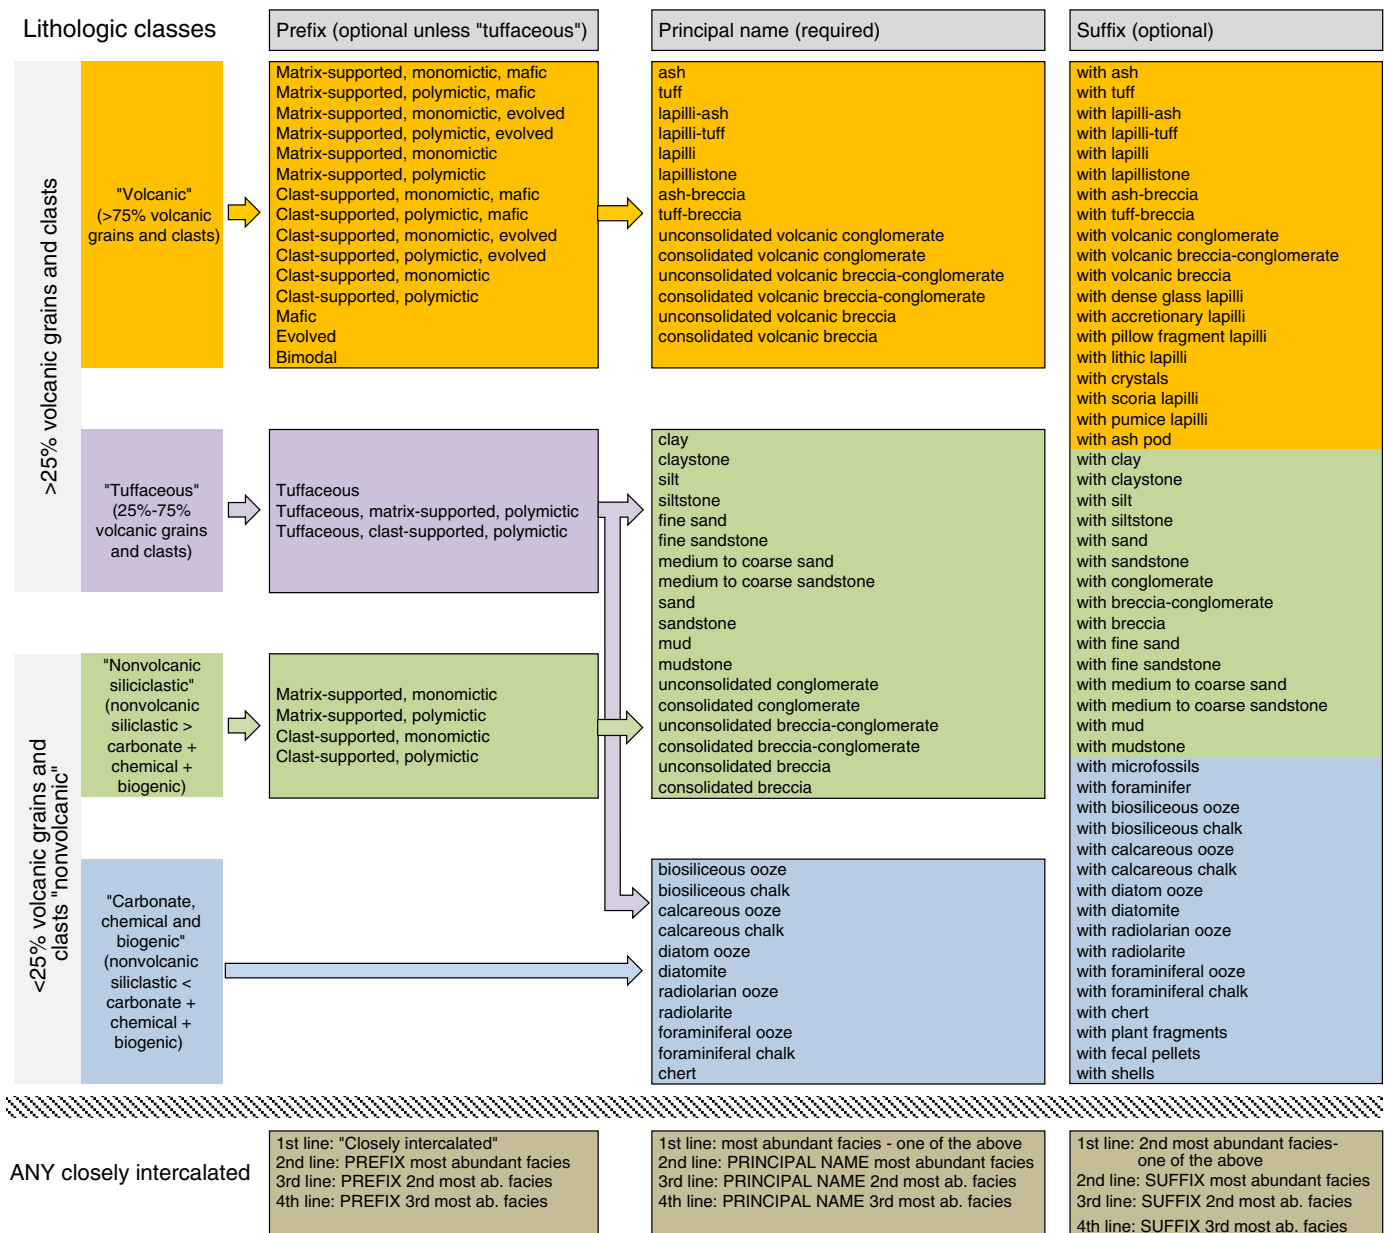 Lithologic classes
Prefix (optional unless "tuffaceous")
Principal name (required)
Suffix (optional)
>25% volcanic grains and clasts
"Volcanic"
(>75% volcanic
grains and clasts)
Matrix-supported, monomictic, mafic
Matrix-supported, polymictic, mafic
Matrix-supported, monomictic, evolved
Matrix-supported, polymictic, evolved
Matrix-supported, monomictic
Matrix-supported, polymictic
Clast-supported, monomictic, mafic
Clast-supported, polymictic, mafic
Clast-supported, monomictic, evolved
Clast-supported, polymictic, evolved
Clast-supported, monomictic
Clast-supported, polymictic
Mafic
Evolved
Bimodal
ash
tuff
lapilli-ash
lapilli-tuff
lapilli
lapillistone
ash-breccia
tuff-breccia
unconsolidated volcanic conglomerate
consolidated volcanic conglomerate
unconsolidated volcanic breccia-conglomerate
consolidated volcanic breccia-conglomerate
unconsolidated volcanic breccia
consolidated volcanic breccia
with ash
with tuff
with lapilli-ash
with lapilli-tuff
with lapilli
with lapillistone
with ash-breccia
with tuff-breccia
with volcanic conglomerate
with volcanic breccia-conglomerate
with volcanic breccia
with dense glass lapilli
with accretionary lapilli
with pillow fragment lapilli
with lithic lapilli
with crystals
with scoria lapilli
with pumice lapilli
with ash pod
"Tuffaceous"
(25%-75%
volcanic grains
and clasts)
Tuffaceous
Tuffaceous, matrix-supported, polymictic
Tuffaceous, clast-supported, polymictic
clay
claystone
silt
siltstone
fine sand
fine sandstone
medium to coarse sand
medium to coarse sandstone
sand
sandstone
mud
mudstone
unconsolidated conglomerate
consolidated conglomerate
unconsolidated breccia-conglomerate
consolidated breccia-conglomerate
unconsolidated breccia
consolidated breccia
with clay
with claystone
with silt
with siltstone
with sand
with sandstone
with conglomerate
with breccia-conglomerate
with breccia
with fine sand
with fine sandstone
with medium to coarse sand
with medium to coarse sandstone
with mud
with mudstone
<25% volcanic grains and
clasts "nonvolcanic"
"Nonvolcanic
siliciclastic"
(nonvolcanic
siliclastic >
carbonate +
chemical +
biogenic)
Matrix-supported, monomictic
Matrix-supported, polymictic
Clast-supported, monomictic
Clast-supported, polymictic
"Carbonate,
chemical and
biogenic"
(nonvolcanic
siliclastic <
carbonate +
chemical +
biogenic)
biosiliceous ooze
biosiliceous chalk
calcareous ooze
calcareous chalk
diatom ooze
diatomite
radiolarian ooze
radiolarite
foraminiferal ooze
foraminiferal chalk
chert
with microfossils
with foraminifer
with biosiliceous ooze
with biosiliceous chalk
with calcareous ooze
with calcareous chalk
with diatom ooze
with diatomite
with radiolarian ooze
with radiolarite
with foraminiferal ooze
with foraminiferal chalk
with chert
with plant fragments
with fecal pellets
with shells
ANY closely intercalated
1st line: "Closely intercalated"
2nd line: PREFIX most abundant facies
3rd line: PREFIX 2nd most ab. facies
4th line: PREFIX 3rd most ab. facies
1st line: most abundant facies - one of the above
2nd line: PRINCIPAL NAME most abundant facies
3rd line: PRINCIPAL NAME 2nd most ab. facies
4th line: PRINCIPAL NAME 3rd most ab. facies
1st line: 2nd most abundant facies-
one of the above
2nd line: SUFFIX most abundant facies
3rd line: SUFFIX 2nd most ab. facies
4th line: SUFFIX 3rd most ab. facies